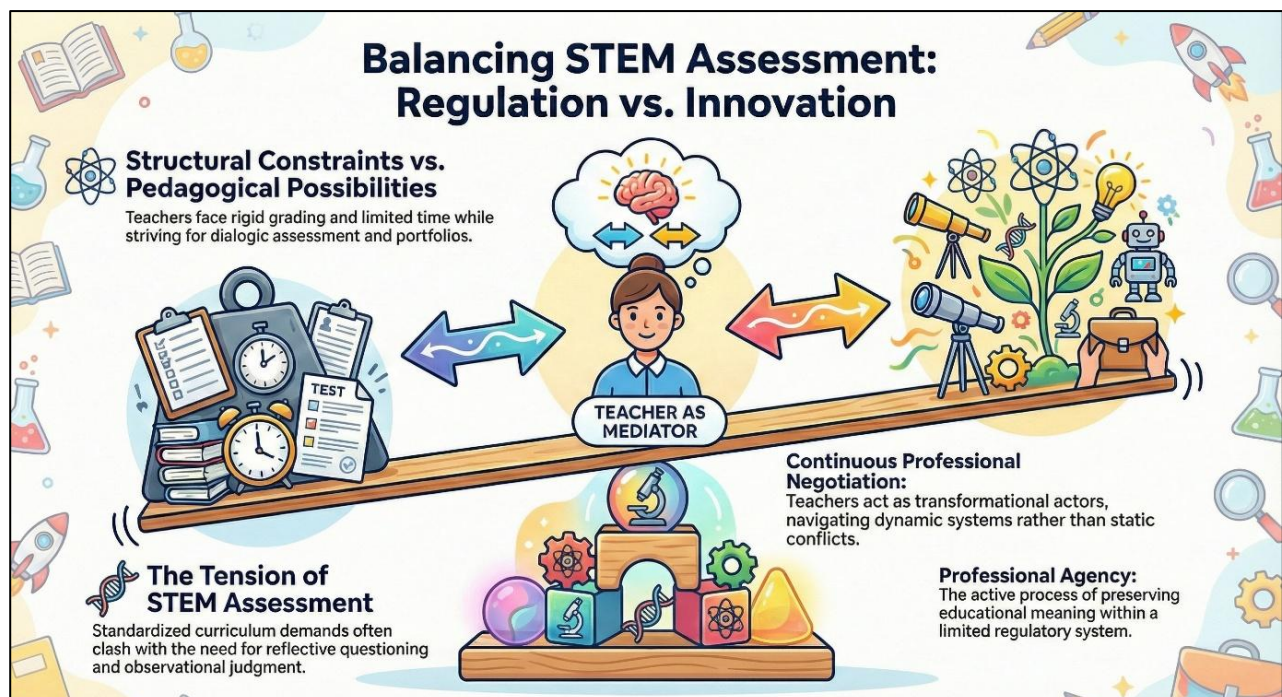 Balancing STEM Assessment:
Regulation vs. Innovation
Structural Constraints vs.
Pedagogical Possibilities
Teachers face rigid grading and limited time while
striving for dialogic assessment and portfolios.
TEST
TEACHER AS
MEDIATOR
Continuous Professional
Negotiation:
Teachers act as transformational actors,
navigating dynamic systems rather than static
conflicts.
The Tension of
STEM Assessment
Standardized curriculum demands often
clash with the need for reflective questioning
and observational judgment.
Professional Agency:
The active process of preserving
educational meaning within a
limited regulatory system.